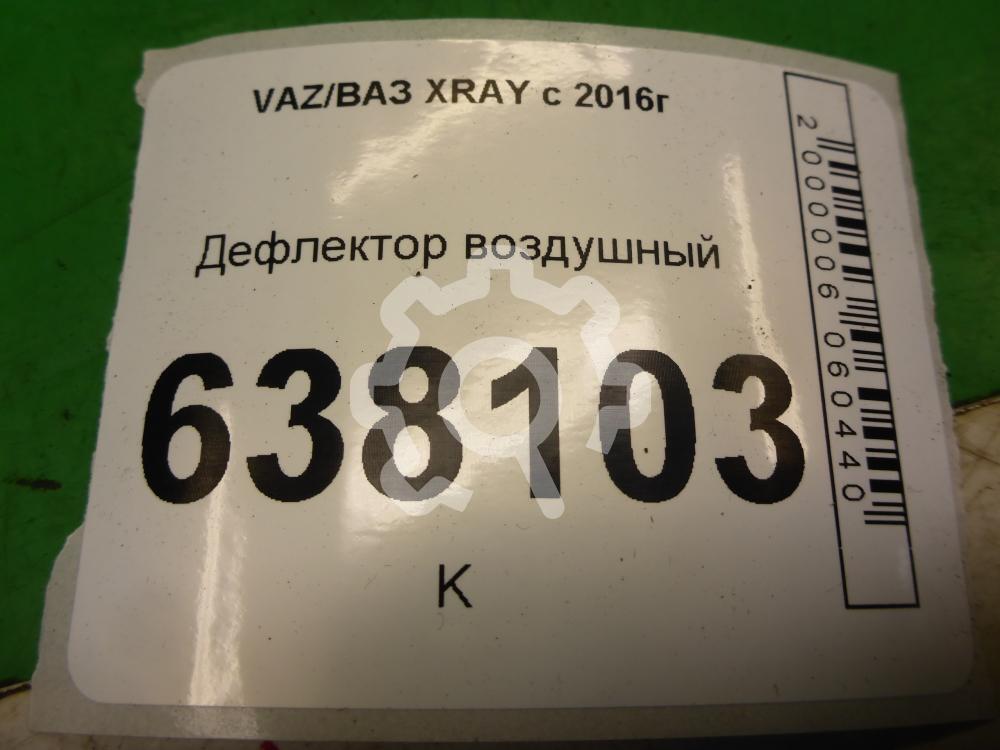 VAZ/ВАЗ XRAY с 2016г
Дефлектор воздушный
638103
К
2000006060440